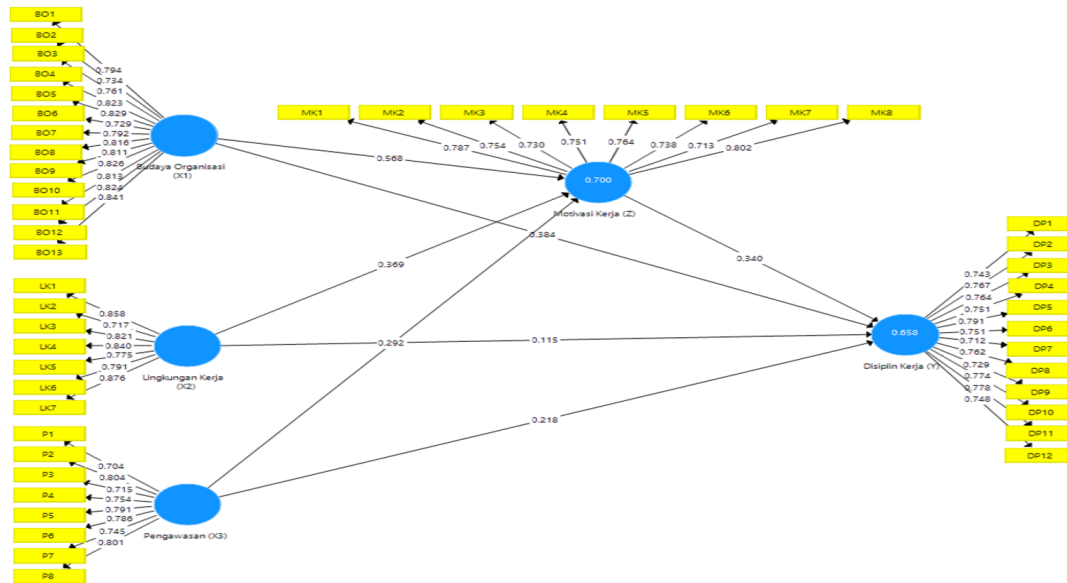 BO1
BO2
BO3
BO4
BO5
BO6
BO7
BO8
BO9
BO10
BO11
BO12
BO13
0.794
0.734
0.761
0.823
0.829
0.729
0.792
0.816
0.811
0.826
0.813
0.824
0.841
Budaya Organisasi
(X1)
LK1
LK2
LK3
LK4
LK5
LK6
LK7
0.858
0.717
0.821
0.840
0.775
0.791
0.876
Lingkungan Kerja
(X2)
P1
P2
P3
P4
P5
P6
P7
P8
0.704
0.804
0.715
0.754
0.791
0.786
0.745
0.801
Pengawasan (X3)
MK1 MK2 MK3 MK4 MK5 MK6 MK7 MK8
0.787 0.754 0.730 0.751 0.764 0.738 0.713 0.802
0.700
Motivasi Kerja (Z)
0.568
0.384
0.369
0.340
0.292
0.115
0.218
0.658
Disiplin Kerja (Y)
0.743
0.767
0.764
0.751
0.791
0.751
0.712
0.762
0.729
0.774
0.778
0.748
DP1
DP2
DP3
DP4
DP5
DP6
DP7
DP8
DP9
DP10
DP11
DP12